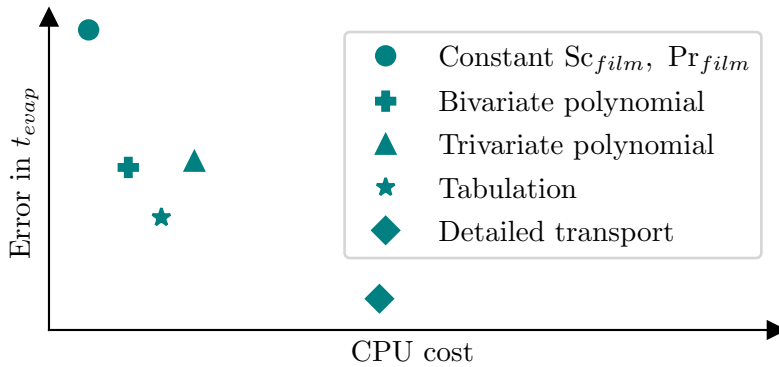 Error in t_evap
Constant Sc_film, Pr_film
Bivariate polynomial
Trivariate polynomial
Tabulation
Detailed transport
CPU cost